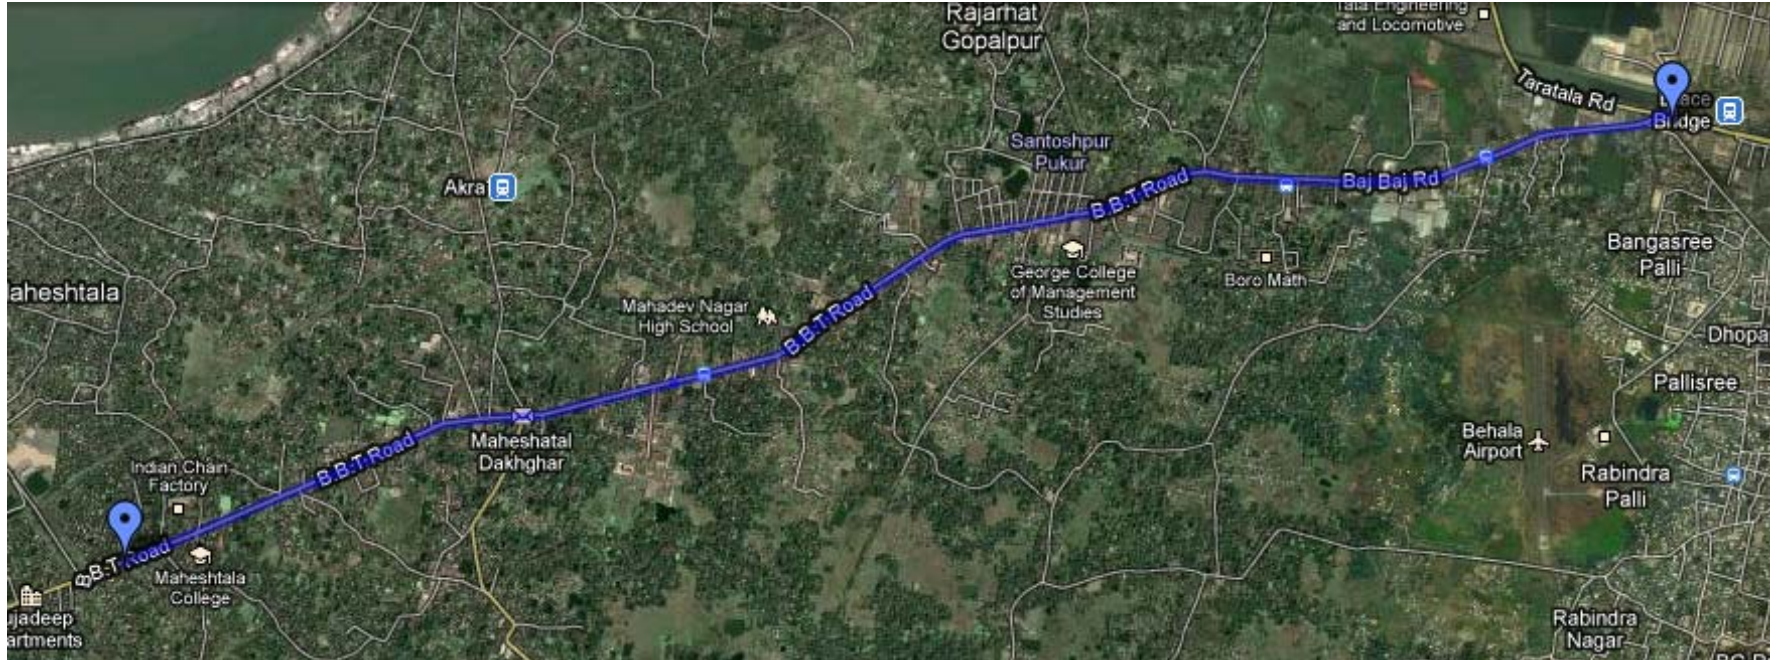 Rajarhat
Gopalpur
Tata Engineering
and Locomotive
Taratala Rd
Bridge
Santoshpur
Pukur
Akra
B.B.T Road
Baj Baj Rd
Bangasree
Palli
George College
of Management
Studies
Boro Math
aheshtala
Mahadev Nagar
High School
B.B.T Road
Dhopa
Pallisree
Maheshatal
Dakhghar
Behala
Airport
B.B.T Road
Indian Chain
Factory
Rabindra
Palli
B.B.T Road
Maheshtala
College
ujadeep
artments
Rabindra
Nagar